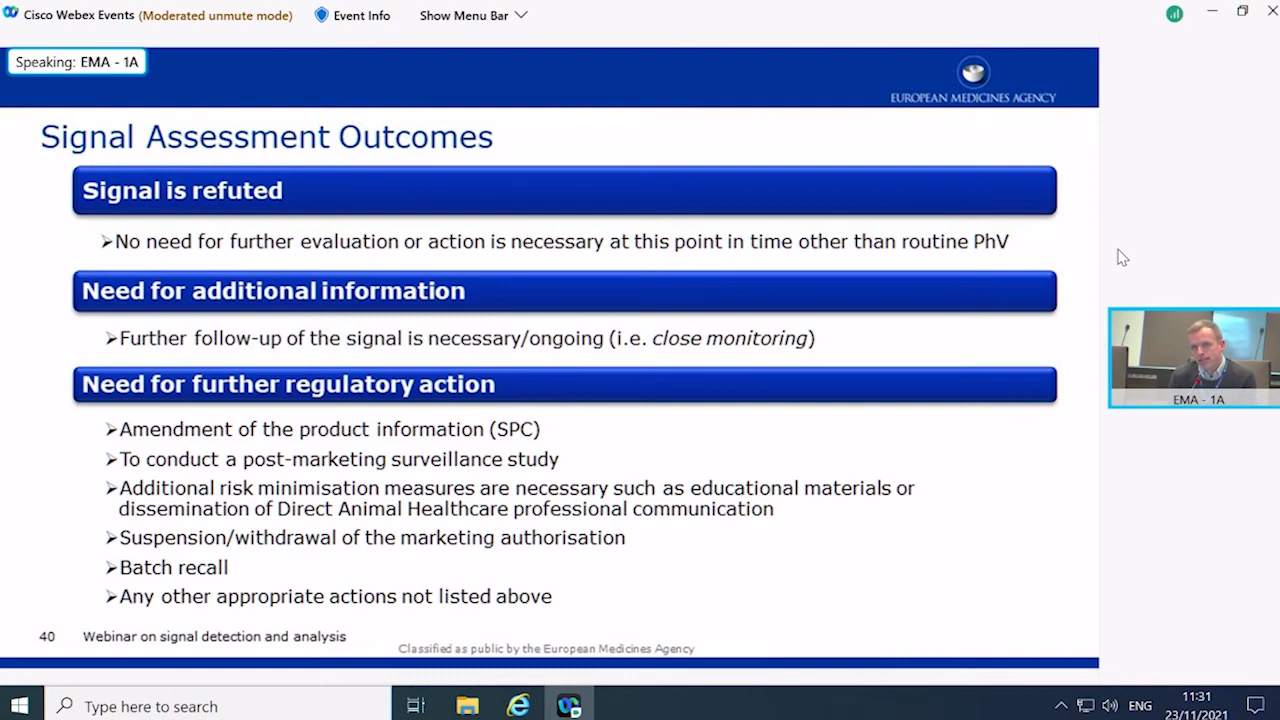 Cisco Webex Events (Moderated unmute mode) Event Info Show Menu Bar
Speaking: EMA - 1A
EUROPEAN MEDICINES AGENCY
Signal Assessment Outcomes
Signal is refuted
➢No need for further evaluation or action is necessary at this point in time other than routine PhV
Need for additional information
➢Further follow-up of the signal is necessary/ongoing (i.e. close monitoring)
Need for further regulatory action
➢Amendment of the product information (SPC)
➢To conduct a post-marketing surveillance study
➢Additional risk minimisation measures are necessary such as educational materials or
dissemination of Direct Animal Healthcare professional communication
➢Suspension/withdrawal of the marketing authorisation
➢Batch recall
➢Any other appropriate actions not listed above
EMA - 1A
40 Webinar on signal detection and analysis
Classified as public by the European Medicines Agency
Type here to search
ENG
11:31
23/11/2021